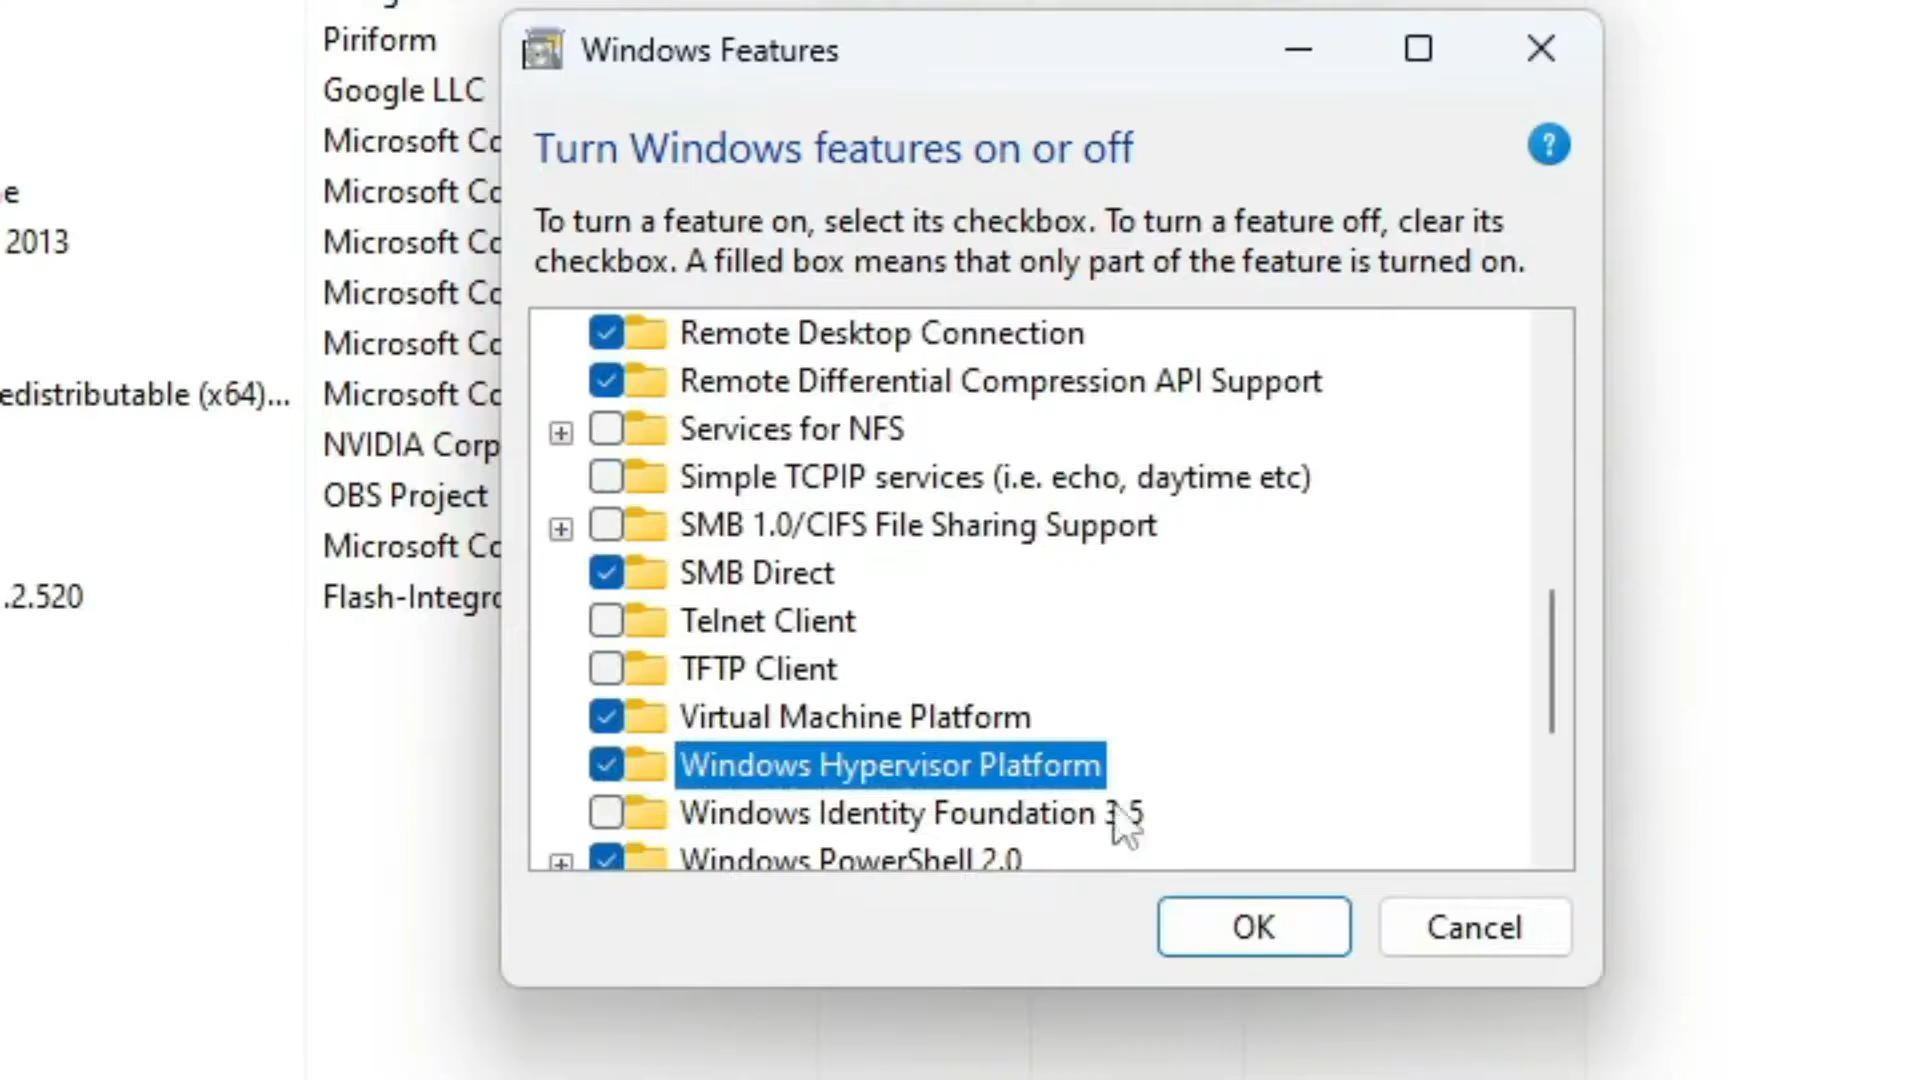 Piriform
Google LLC
Microsoft Co
e
Microsoft Co
2013
Microsoft Co
Microsoft Co
Microsoft Co
edistributable (x64)...
Microsoft Co
NVIDIA Corp
OBS Project
Microsoft Co
.2.520
Flash-Integro
Windows Features
Turn Windows features on or off
?
To turn a feature on, select its checkbox. To turn a feature off, clear its
checkbox. A filled box means that only part of the feature is turned on.
Remote Desktop Connection
Remote Differential Compression API Support
Services for NFS
Simple TCPIP services (i.e. echo, daytime etc)
SMB 1.0/CIFS File Sharing Support
SMB Direct
Telnet Client
TFTP Client
Virtual Machine Platform
Windows Hypervisor Platform
Windows Identity Foundation 3.5
Windows PowerShell 2.0
OK
Cancel